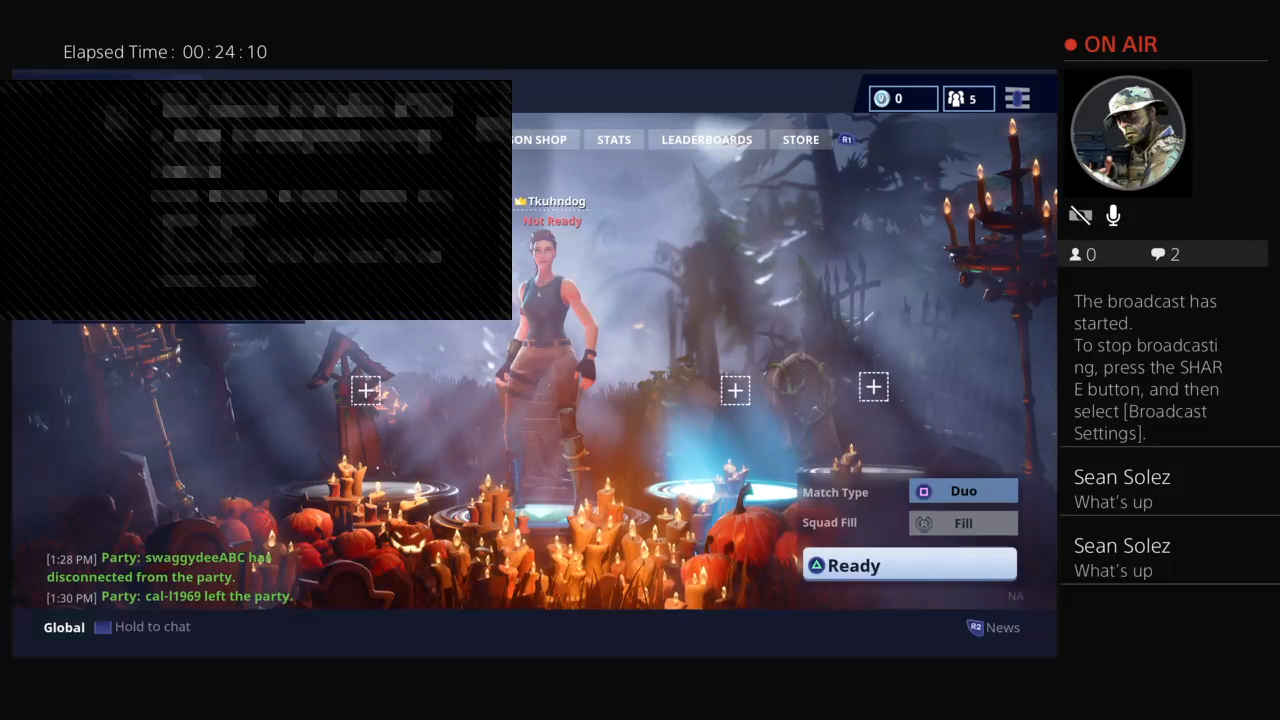 Elapsed Time: 00:24:10
ON AIR
0
5
ON SHOP
STATS
LEADERBOARDS
STORE
R1
Tkuhndog
Not Ready
0
2
The broadcast has
started.
To stop broadcasti
ng, press the SHAR
E button, and then
select [Broadcast
Settings].
Sean Solez
What's up
Sean Solez
What's up
Match Type
Duo
Squad Fill
Fill
Ready
NA
[1:28 PM] Party: swaggydeeABC has
disconnected from the party.
[1:30 PM] Party: cal-l1969 left the party.
Global
Hold to chat
R2 News